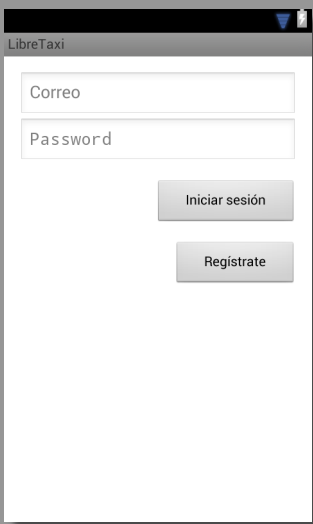 LibreTaxi
Correo
Password
Iniciar sesión
Regístrate